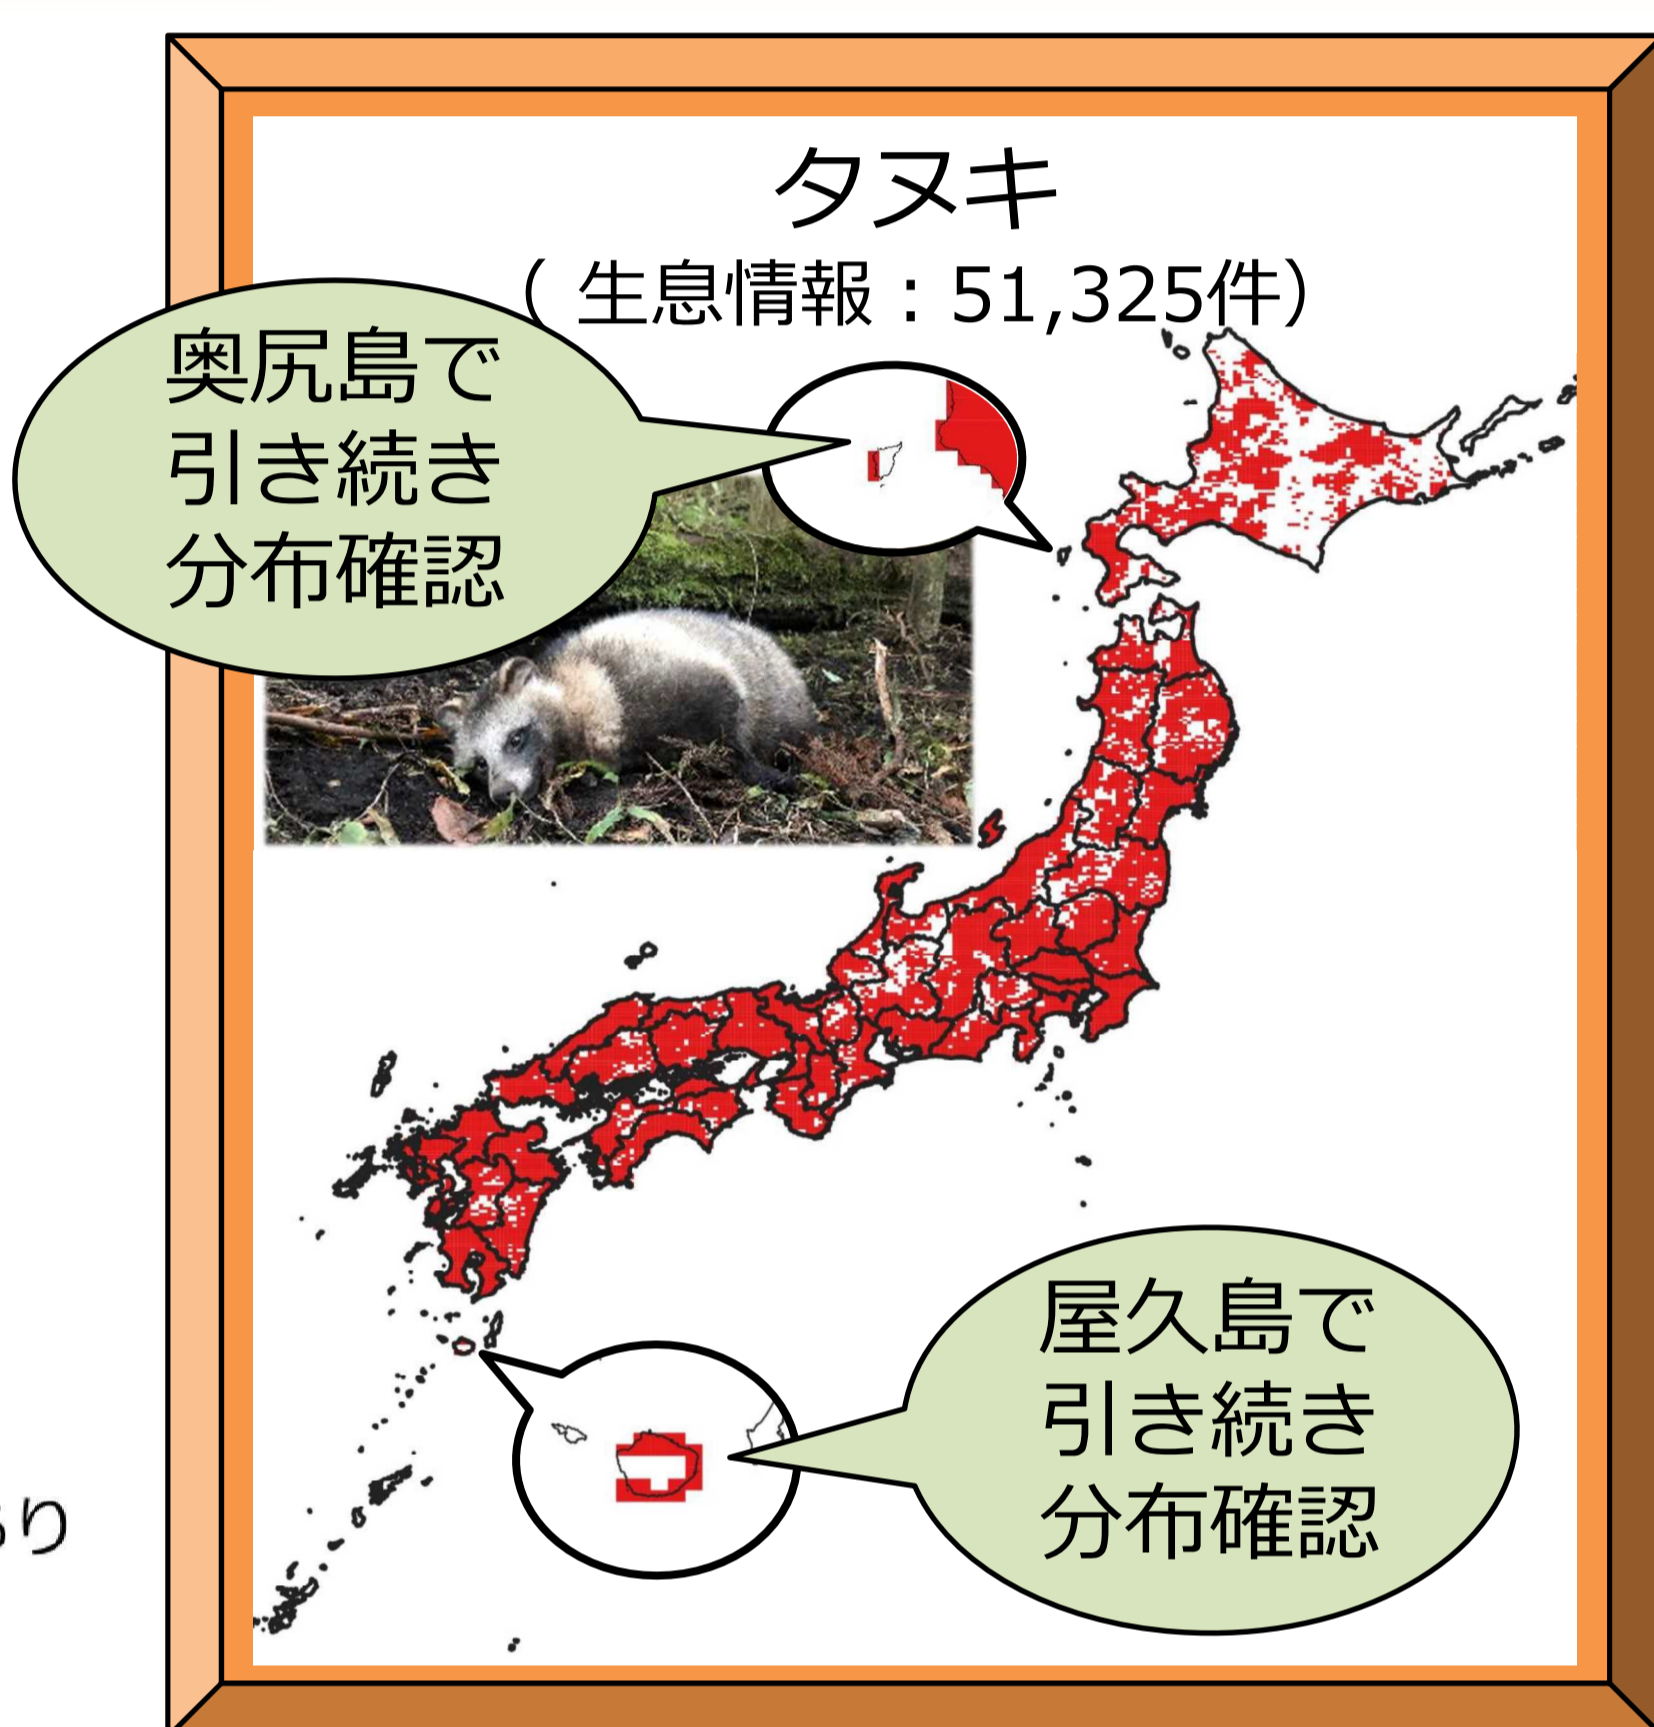 タヌキ
（ 生息情報：51,325件）
奥尻島で
引き続き
分布確認
屋久島で
引き続き
分布確認
り